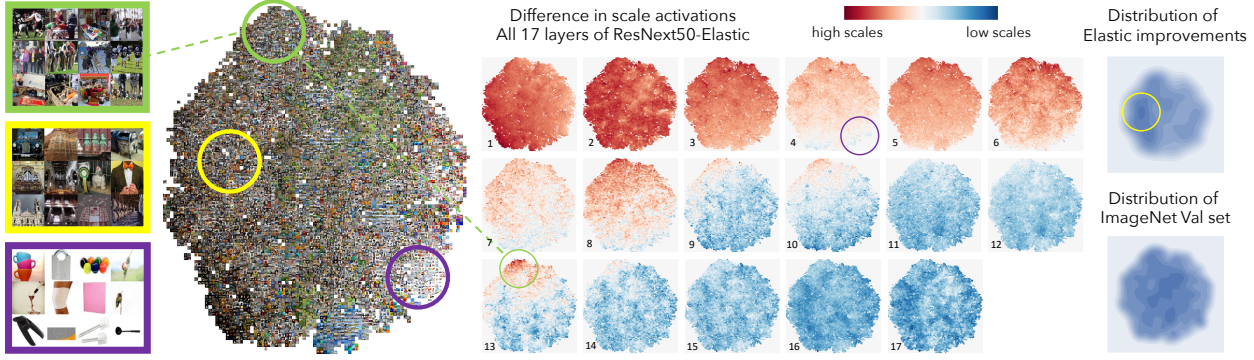 Difference in scale activations
All 17 layers of ResNext50-Elastic
high scales
low scales
Distribution of
Elastic improvements
1
2
3
4
5
6
7
8
9
10
11
12
Distribution of
ImageNet Val set
13
14
15
16
17